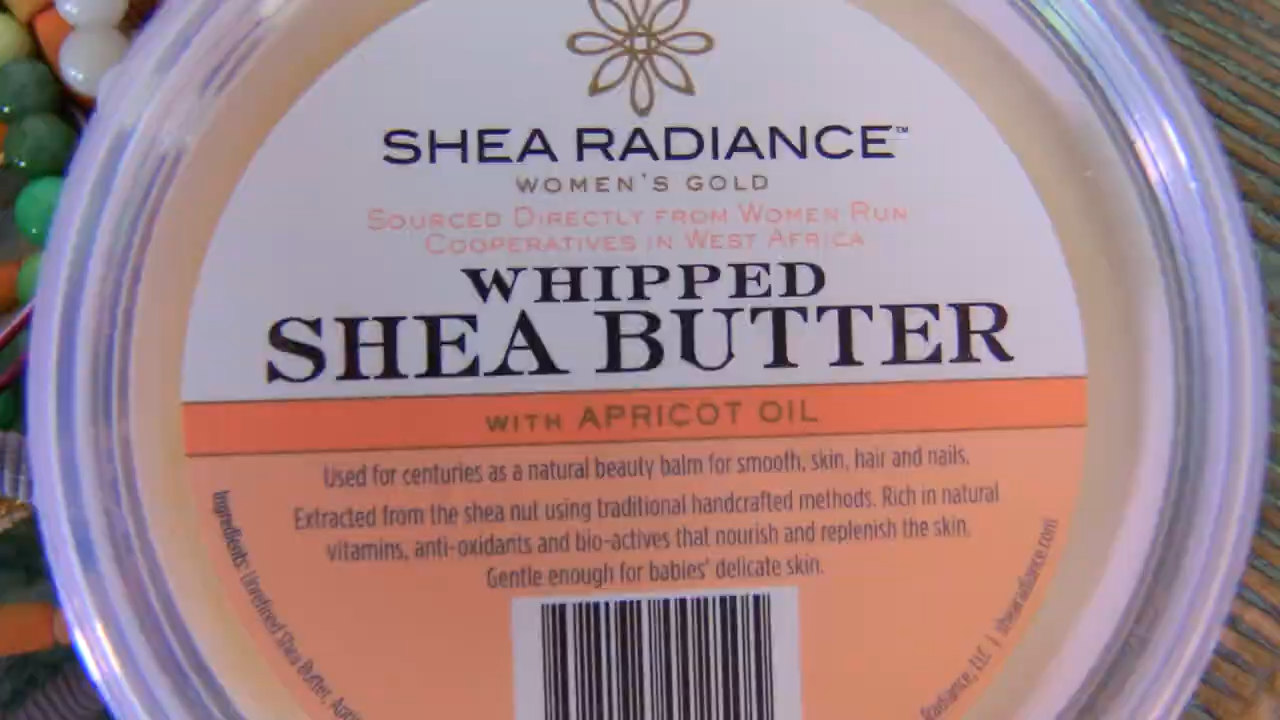 SHEA RADIANCE™
WOMEN'S GOLD
SOURCED DIRECTLY FROM WOMEN RUN
COOPERATIVES IN WEST AFRICA
WHIPPED
SHEA BUTTER
WITH APRICOT OIL
Used for centuries as a natural beauty balm for smooth, skin, hair and nails.
Extracted from the shea nut using traditional handcrafted methods. Rich in natural
vitamins, anti-oxidants and bio-actives that nourish and replenish the skin.
Gentle enough for babies' delicate skin.
Ingredients: Unrefined Shea Butter,
Radiance, LLC | shearadiance.com